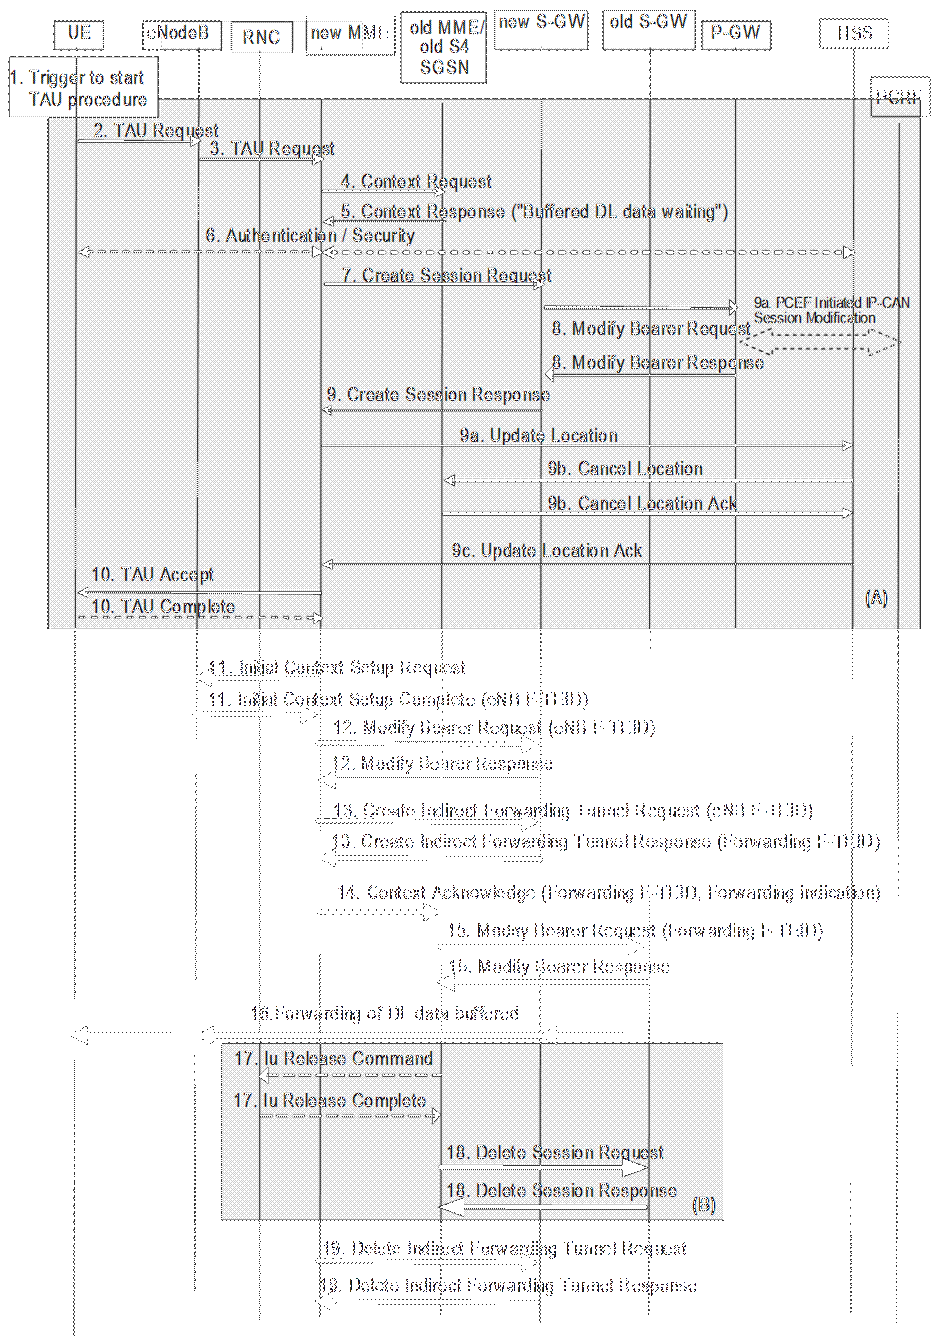 UE
eNodeB
RNC
new MME
old MME/
old S4
SGSN
new S-GW
old S-GW
P-GW
HSS
PCRF
1. Trigger to start
TAU procedure
2. TAU Request
3. TAU Request
4. Context Request
5. Context Response ("Buffered DL data waiting")
6. Authentication / Security
7. Create Session Request
9a. PCEF Initiated IP-CAN
Session Modification
8. Modify Bearer Request
8. Modify Bearer Response
9. Create Session Response
9a. Update Location
9b. Cancel Location
9b. Cancel Location Ack
9c. Update Location Ack
10. TAU Accept
10. TAU Complete
(A)
11. Initial Context Setup Request
11. Initial Context Setup Complete (eNB F-TEID)
12. Modify Bearer Request (eNB F-TEID)
12. Modify Bearer Response
13. Create Indirect Forwarding Tunnel Request (eNB F-TEID)
13. Create Indirect Forwarding Tunnel Response (Forwarding F-TEID)
14. Context Acknowledge (Forwarding F-TEID, Forwarding indication)
15. Modify Bearer Request (Forwarding F-TEID)
15. Modify Bearer Response
16.Forwarding of DL data buffered
17. Iu Release Command
17. Iu Release Complete
18. Delete Session Request
18. Delete Session Response
(B)
19. Delete Indirect Forwarding Tunnel Request
19. Delete Indirect Forwarding Tunnel Response